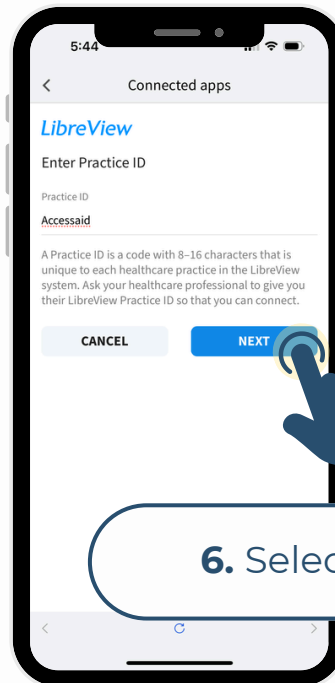 5:44
Connected apps
LibreView
Enter Practice ID
Practice ID
Accessaid
A Practice ID is a code with 8-16 characters that is
unique to each healthcare practice in the LibreView
system. Ask your healthcare professional to give you
their LibreView Practice ID so that you can connect.
CANCEL
NEXT
6. Selec